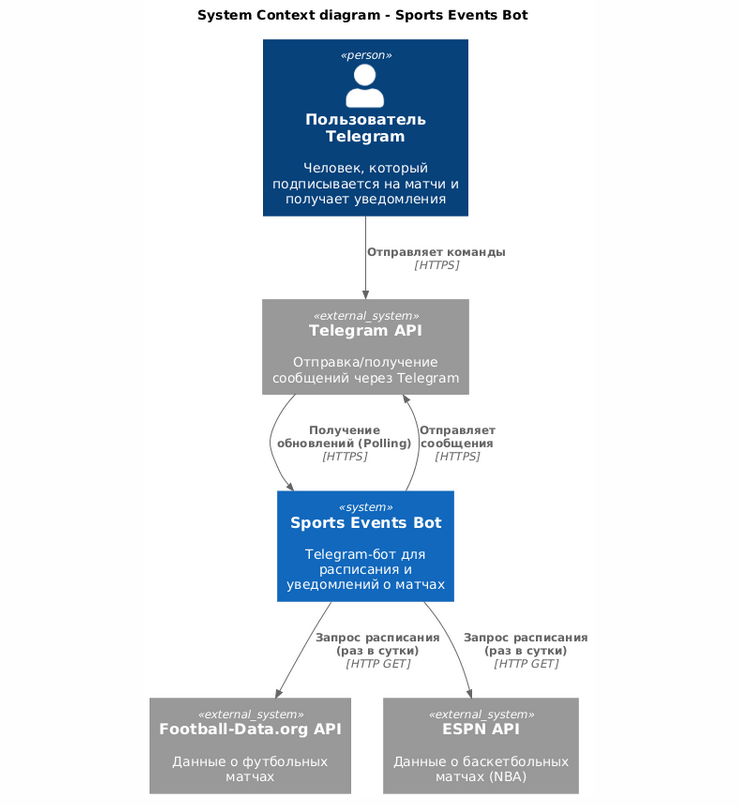 System Context diagram - Sports Events Bot
«person»
Пользователь
Telegram
Человек, который
подписывается на матчи и
получает уведомления
Отправляет команды
[HTTPS]
«external_system»
Telegram API
Отправка/получение
сообщений через Telegram
Получение
обновлений (Polling)
[HTTPS]
Отправляет
сообщения
[HTTPS]
«system»
Sports Events Bot
Telegram-бот для
расписания и
уведомлений о матчах
Запрос расписания
(раз в сутки)
[HTTP GET]
Запрос расписания
(раз в сутки)
[HTTP GET]
«external_system»
Football-Data.org API
Данные о футбольных
матчах
«external_system»
ESPN API
Данные о баскетбольных
матчах (NBA)